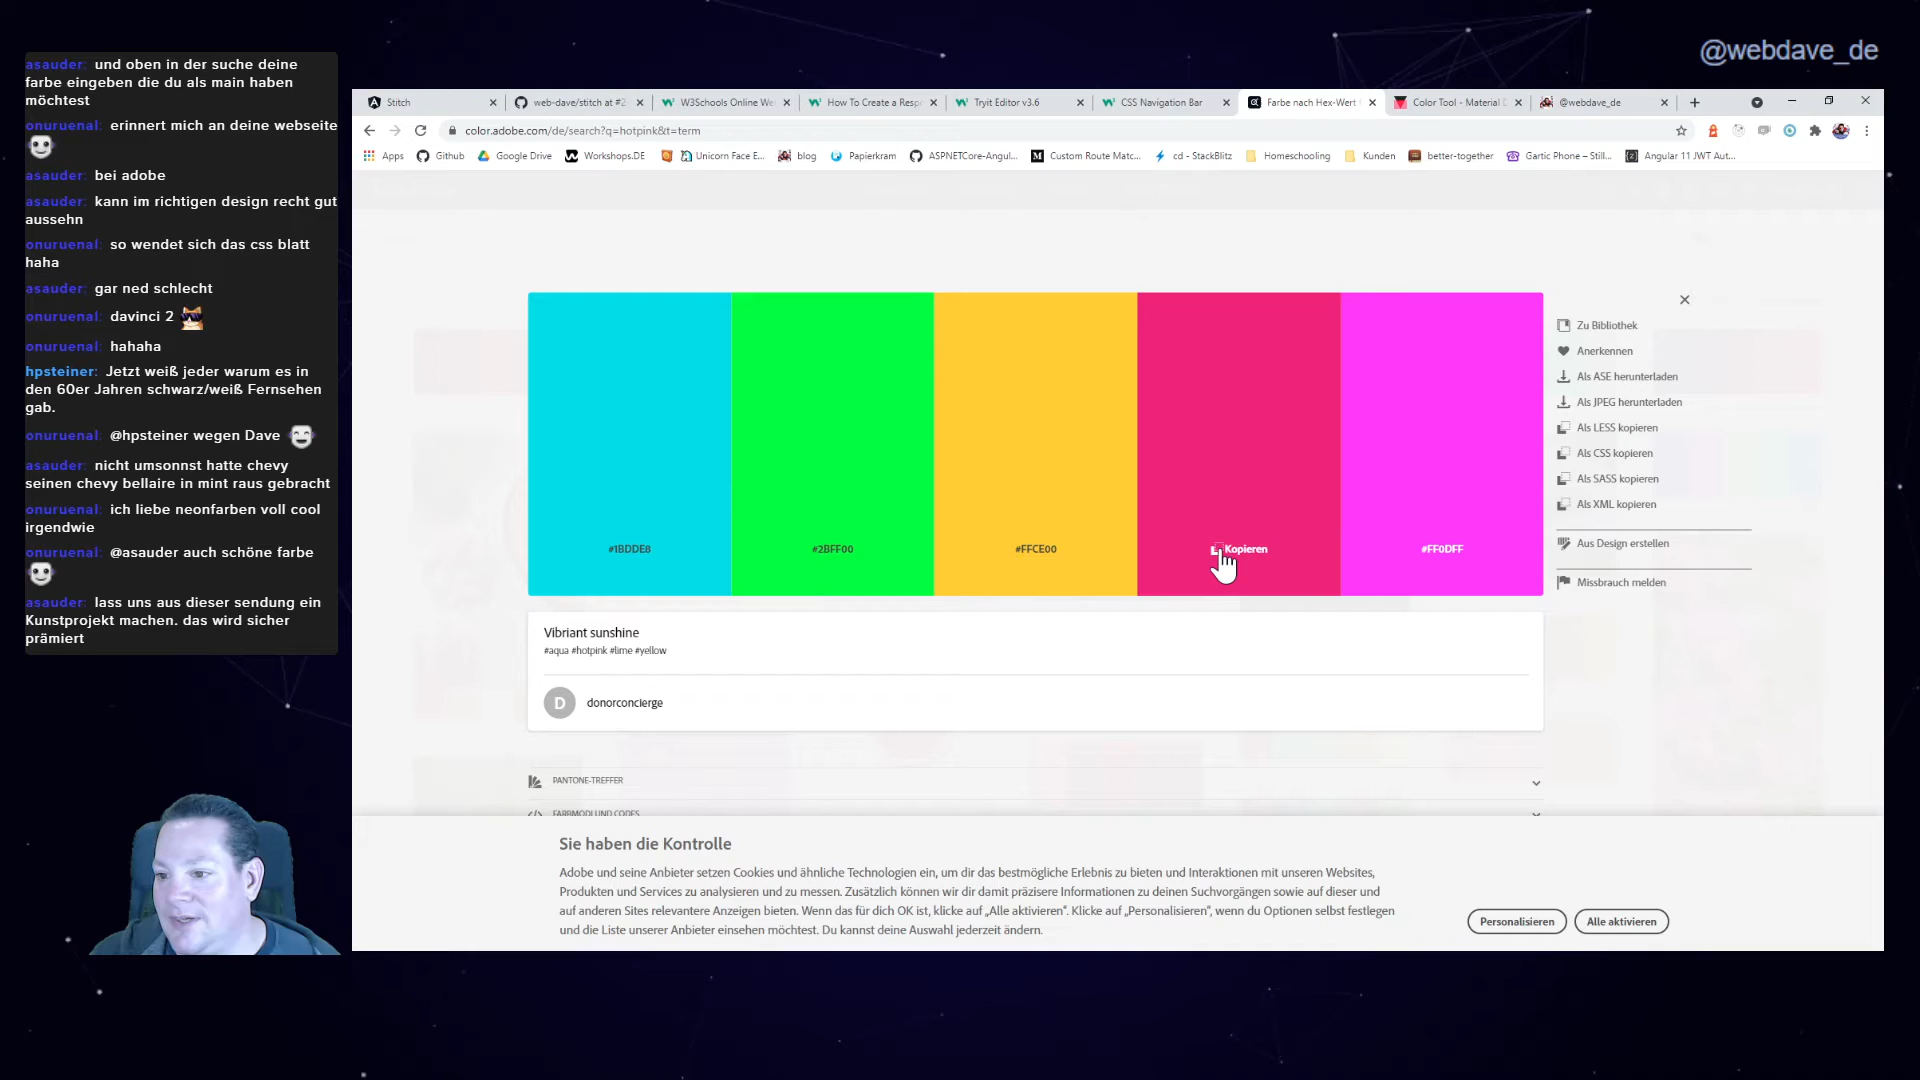 @webdave_de
asauder: und oben in der suche deine
farbe eingeben die du als main haben
möchtest
onuruenal: erinnert mich an deine webseite
asauder: bei adobe
asauder: kann im richtigen design recht gut
aussehn
onuruenal: so wendet sich das css blatt
haha
asauder: gar ned schlecht
onuruenal: davinci 2
onuruenal: hahaha
hpsteiner: Jetzt weiß jeder warum es in
den 60er Jahren schwarz/weiß Fernsehen
gab.
onuruenal: @hpsteiner wegen Dave
asauder: nicht umsonnst hatte chevy
seinen chevy bellaire in mint raus gebracht
onuruenal: ich liebe neonfarben voll cool
irgendwie
onuruenal: @asauder auch schöne farbe
asauder: lass uns aus dieser sendung ein
Kunstprojekt machen. das wird sicher
prämiert
Stitch
web-dave/stitch at #2
W3Schools Online We
How To Create a Resp
Tryit Editor v3.6
CSS Navigation Bar
Farbe nach Hex-Wert
Color Tool - Material D
@webdave_de
color.adobe.com/de/search?q=hotpink&t=term
Apps
Github
Google Drive
Workshops.DE
Unicorn Face E...
blog
Papierkram
ASPNETCore-Angul...
Custom Route Matc...
cd - StackBlitz
Homeschooling
Kunden
better-together
Gartic Phone – Still...
Angular 11 JWT Aut...
#1BDDE8
#2BFF00
#FFCE00
Kopieren
#FF0DFF
Zu Bibliothek
Anerkennen
Als ASE herunterladen
Als JPEG herunterladen
Als LESS kopieren
Als CSS kopieren
Als SASS kopieren
Als XML kopieren
Aus Design erstellen
Missbrauch melden
Vibriant sunshine
#aqua #hotpink #lime #yellow
D
donorconcierge
PANTONE-TREFFER
FARBMODI UND CODES
Sie haben die Kontrolle
Adobe und seine Anbieter setzen Cookies und ähnliche Technologien ein, um dir das bestmögliche Erlebnis zu bieten und Interaktionen mit unseren Websites,
Produkten und Services zu analysieren und zu messen. Zusätzlich können wir dir damit präzisere Informationen zu deinen Suchvorgängen sowie auf dieser und
auf anderen Sites relevantere Anzeigen bieten. Wenn das für dich OK ist, klicke auf „Alle aktivieren“. Klicke auf „Personalisieren“, wenn du Optionen selbst festlegen
und die Liste unserer Anbieter einsehen möchtest. Du kannst deine Auswahl jederzeit ändern.
Personalisieren
Alle aktivieren